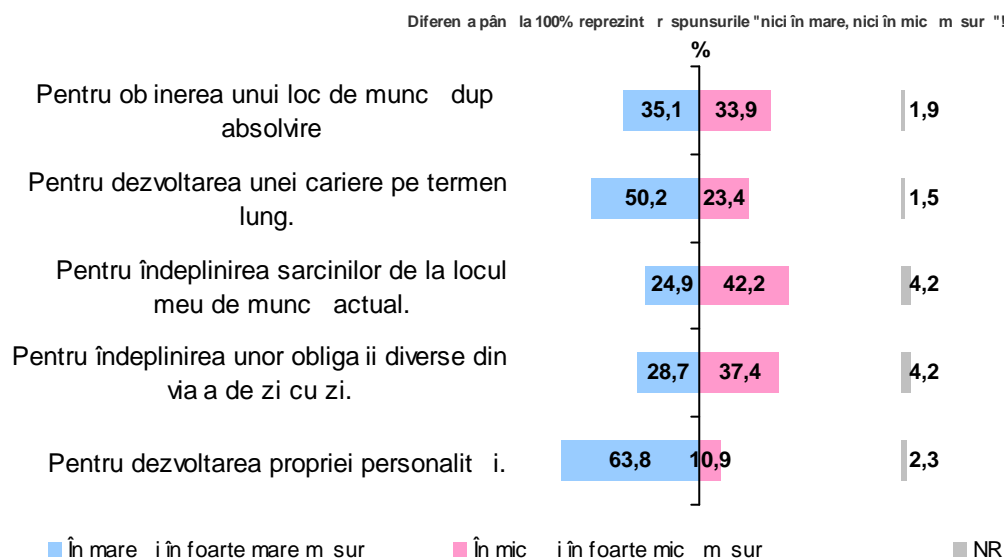 Diferen a pân la 100% reprezint r spunsurile "nici în mare, nici în mic m sur "!
%
Pentru ob inerea unui loc de munc dup
absolvire
35,1 33,9 1,9
Pentru dezvoltarea unei cariere pe termen
lung.
50,2 23,4 1,5
Pentru îndeplinirea sarcinilor de la locul
meu de munc actual.
24,9 42,2 4,2
Pentru îndeplinirea unor obliga ii diverse din
via a de zi cu zi.
28,7 37,4 4,2
Pentru dezvoltarea propriei personalit i.
63,8 10,9 2,3
În mare i în foarte mare m sur În mic i în foarte mic m sur NR